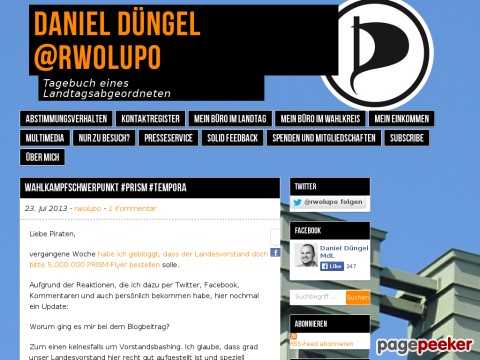 DANIEL DÜNGEL
@RWOLUPO
Tagebuch eines
Landtagsabgeordneten
ABSTIMMUNGSVERHALTEN
KONTAKTREGISTER
MEIN BÜRO IM LANDTAG
MEIN BÜRO IM WAHLKREIS
MEIN EINKOMMEN
MULTIMEDIA
NUR ZU BESUCH?
PRESSESERVICE
SOLID FEEDBACK
SPENDEN UND MITGLIEDSCHAFTEN
SUBSCRIBE
ÜBER MICH
WAHLKAMPFSCHWERPUNKT #PRISM #TEMPORA
23. Jul 2013 - rwolupo - 1 Kommentar
Liebe Piraten,
vergangene Woche habe ich gebloggt, dass der Landesvorstand doch
bitte 5.000.000 PRISM-Flyer bestellen solle.
Aufgrund der Reaktionen, die ich dazu per Twitter, Facebook,
Kommentaren und auch persönlich bekommen habe, hier nochmal
ein Update:
Worum ging es mir bei dem Blogbeitrag?
Zum einen keinesfalls um Vorstandsbashing. Ich glaube, dass grad
unser Landesvorstand hier recht gut aufgestellt ist und speziell
TWITTER
@rwolupo folgen
FACEBOOK
Daniel Düngel
MdL
Like 247
Suchbegriff ...
Suchen
ABONNIEREN
RSS-Feed abonnieren
pagepeeker